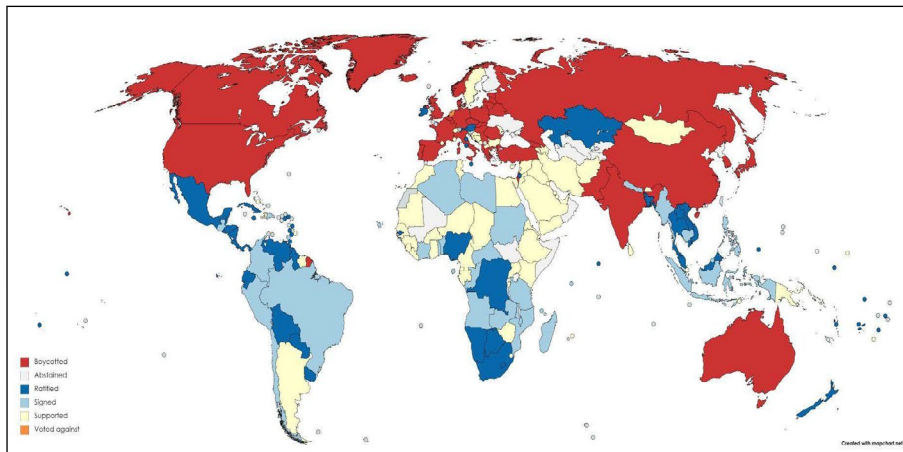 Boycotted
Abstained
Ratified
Signed
Supported
Voted against
Created with mapchart.net